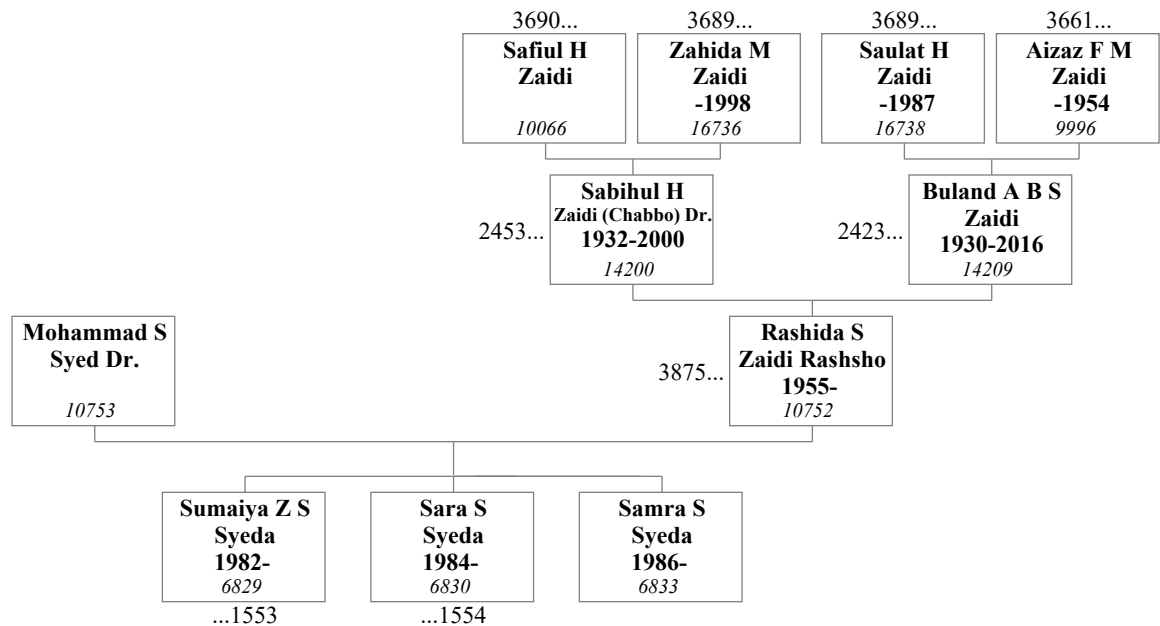 3690...
3689...
3689...
3661...
Safiul H
Zaidi
10066
Zahida M
Zaidi
-1998
16736
Saulat H
Zaidi
-1987
16738
Aizaz F M
Zaidi
-1954
9996
2453...
Sabihul H
Zaidi (Chabbo) Dr.
1932-2000
14200
2423...
Buland A B S
Zaidi
1930-2016
14209
Mohammad S
Syed Dr.
10753
3875...
Rashida S
Zaidi Rashsho
1955-
10752
Sumaiya Z S
Syeda
1982-
6829
...1553
Sara S
Syeda
1984-
6830
...1554
Samra S
Syeda
1986-
6833